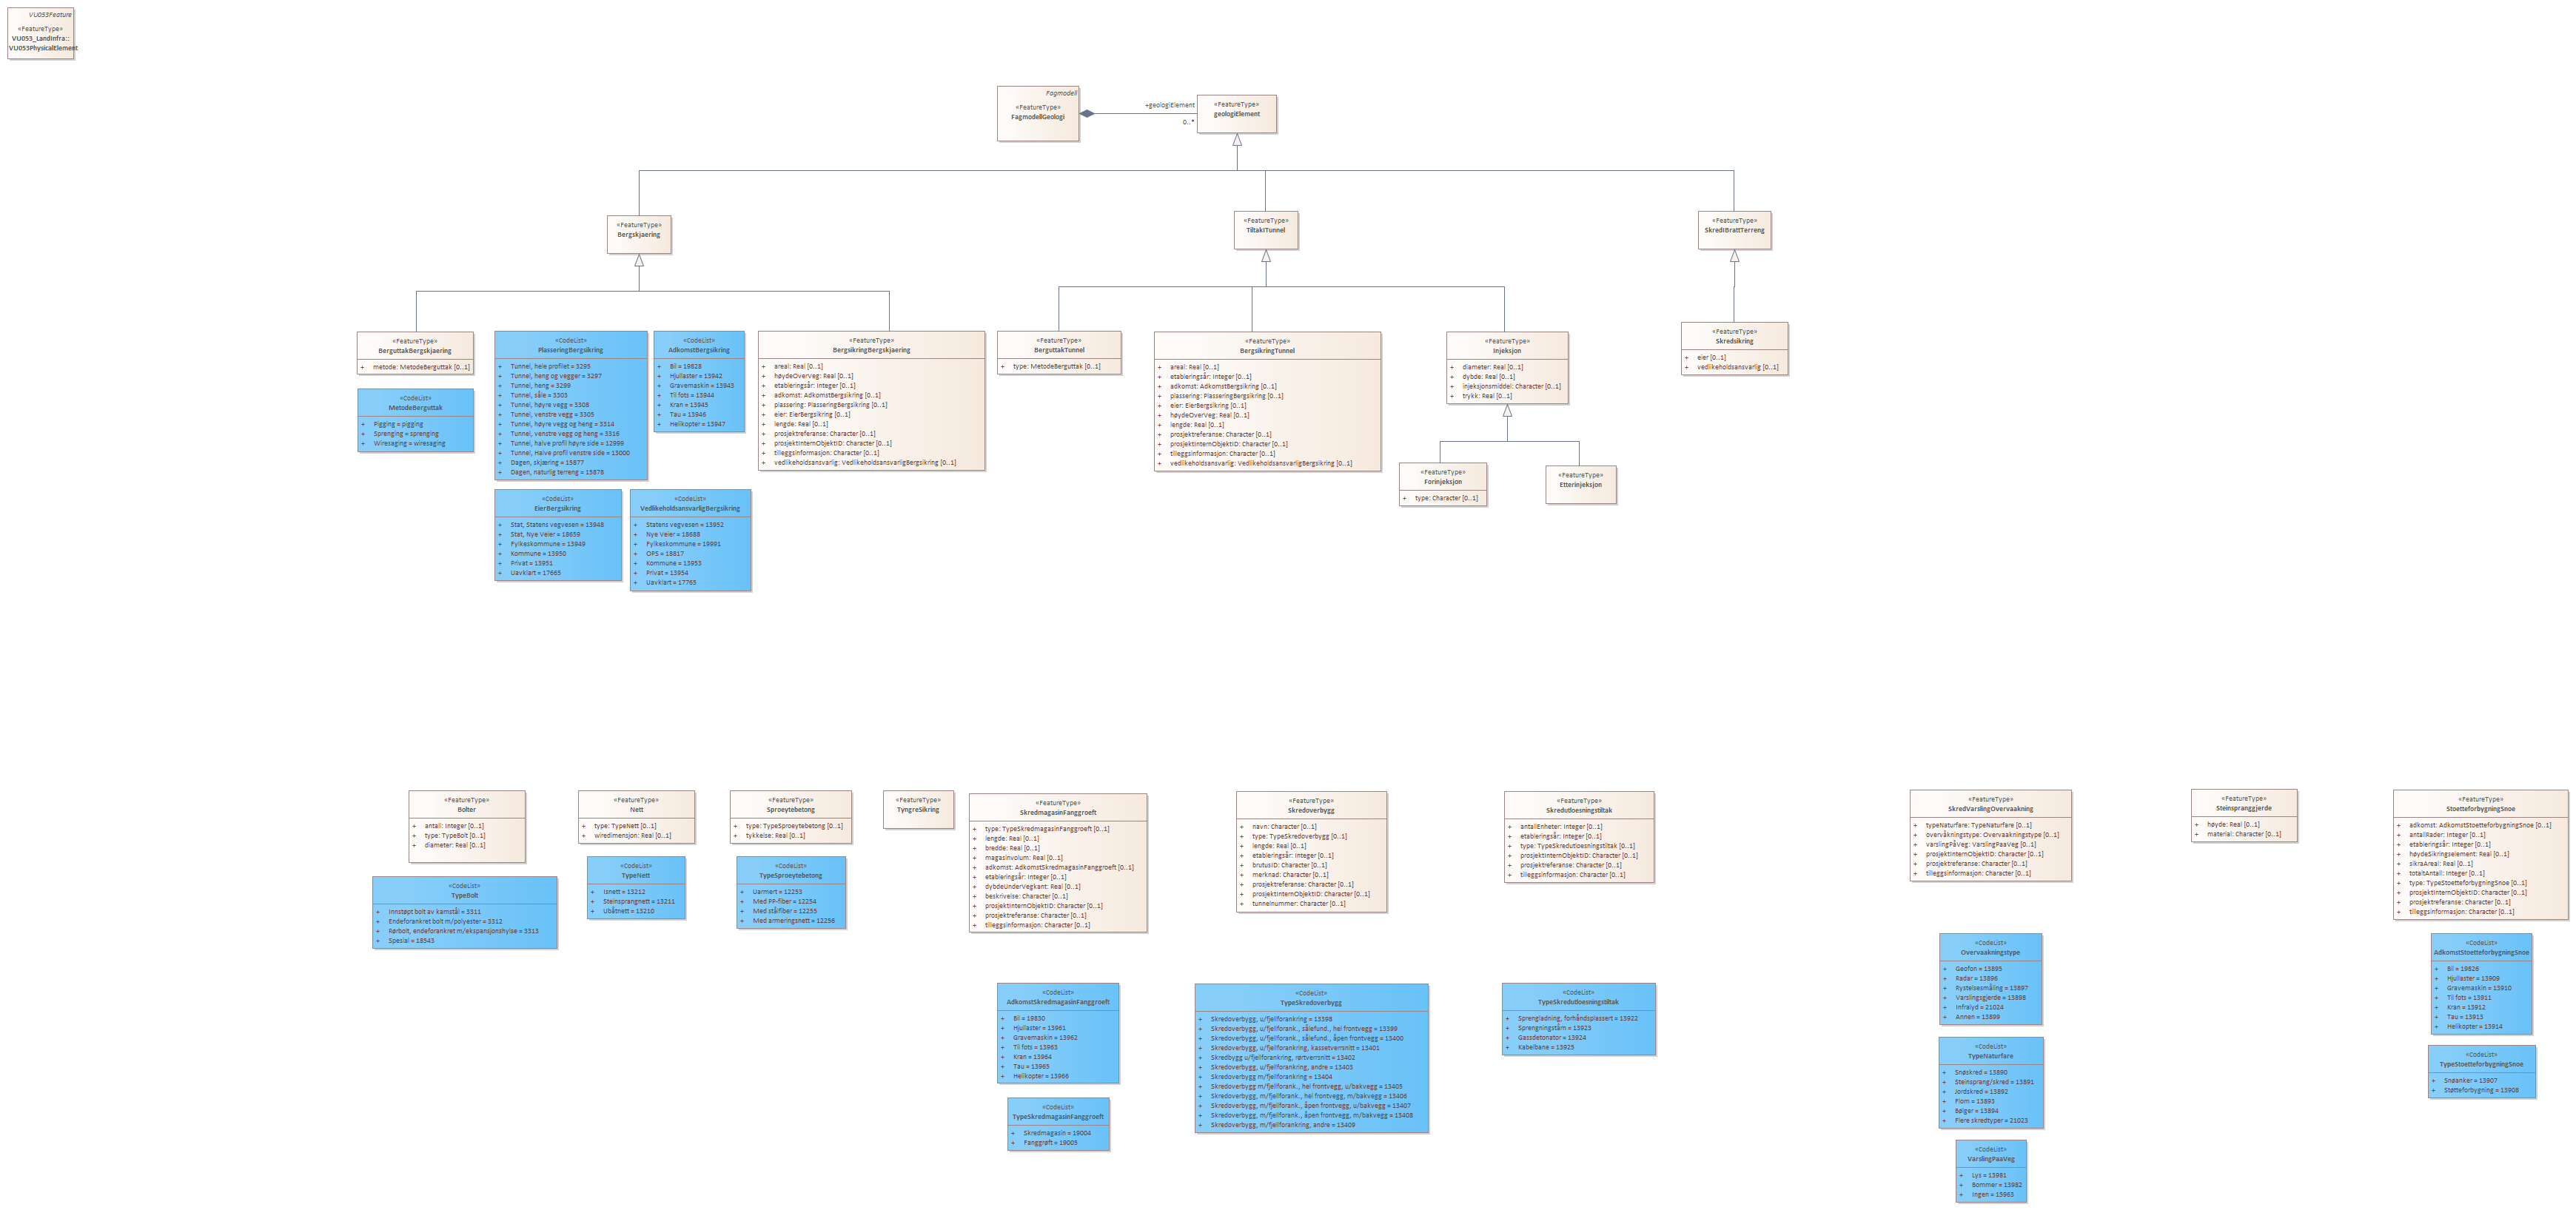 VU053Feature
«FeatureType»
VU053_LandInfra::
VU053PhysicalElement
Fagmodell
«FeatureType»
FagmodellGeologi
+geologiElement
0..*
«FeatureType»
geologiElement
«FeatureType»
Bergskjaering
«FeatureType»
TiltakITunnel
«FeatureType»
SkredIBrattTerreng
«FeatureType»
BerguttakBergskjaering
+ metode: MetodeBerguttak [0..1]
«CodeList»
MetodeBerguttak
+ Pigging = pigging
+ Sprenging = sprenging
+ Wiresaging = wiresaging
«CodeList»
PlasseringBergsikring
+ Tunnel, hele profilet = 3295
+ Tunnel, heng og vegger = 3297
+ Tunnel, heng = 3299
+ Tunnel, såle = 3303
+ Tunnel, høyre vegg = 3308
+ Tunnel, venstre vegg = 3305
+ Tunnel, høyre vegg og heng = 3314
+ Tunnel, venstre vegg og heng = 3316
+ Tunnel, halve profil høyre side = 12999
+ Tunnel, Halve profil venstre side = 13000
+ Dagen, skjæring = 15877
+ Dagen, naturlig terreng = 15878
«CodeList»
AdkomstBergsikring
+ Bil = 19828
+ Hjullaster = 13942
+ Gravemaskin = 13943
+ Til fots = 13944
+ Kran = 13945
+ Tau = 13946
+ Helikopter = 13947
«FeatureType»
BergsikringBergskjaering
+ areal: Real [0..1]
+ høydeOverVeg: Real [0..1]
+ etableringsår: Integer [0..1]
+ adkomst: AdkomstBergsikring [0..1]
+ plassering: PlasseringBergsikring [0..1]
+ eier: EierBergsikring [0..1]
+ lengde: Real [0..1]
+ prosjektreferanse: Character [0..1]
+ prosjektInternObjektID: Character [0..1]
+ tilleggsinformasjon: Character [0..1]
+ vedlikeholdsansvarlig: VedlikeholdsansvarligBergsikring [0..1]
«FeatureType»
BerguttakTunnel
+ type: MetodeBerguttak [0..1]
«FeatureType»
BergsikringTunnel
+ areal: Real [0..1]
+ etableringsår: Integer [0..1]
+ adkomst: AdkomstBergsikring [0..1]
+ plassering: PlasseringBergsikring [0..1]
+ eier: EierBergsikring [0..1]
+ høydeOverVeg: Real [0..1]
+ lengde: Real [0..1]
+ prosjektreferanse: Character [0..1]
+ prosjektInternObjektID: Character [0..1]
+ tilleggsinformasjon: Character [0..1]
+ vedlikeholdsansvarlig: VedlikeholdsansvarligBergsikring [0..1]
«FeatureType»
Injeksjon
+ diameter: Real [0..1]
+ dybde: Real [0..1]
+ injeksjonsmiddel: Character [0..1]
+ trykk: Real [0..1]
«FeatureType»
Skredsikring
+ eier [0..1]
+ vedlikeholdsansvarlig [0..1]
«FeatureType»
Forinjeksjon
+ type: Character [0..1]
«FeatureType»
Etterinjeksjon
«CodeList»
EierBergsikring
+ Stat, Statens vegvesen = 13948
+ Stat, Nye Veier = 18659
+ Fylkeskommune = 13949
+ Kommune = 13950
+ Privat = 13951
+ Uavklart = 17665
«CodeList»
VedlikeholdsansvarligBergsikring
+ Statens vegvesen = 13952
+ Nye Veier = 18688
+ Fylkeskommune = 19991
+ OPS = 18817
+ Kommune = 13953
+ Privat = 13954
+ Uavklart = 17765
«FeatureType»
Bolter
+ antall: Integer [0..1]
+ type: TypeBolt [0..1]
+ diameter: Real [0..1]
«CodeList»
TypeBolt
+ Innstøpt bolt av kamstål = 3311
+ Endeforankret bolt m/polyester = 3312
+ Rørbolt, endeforankret m/ekspansjonshylse = 3313
+ Spesial = 18543
«FeatureType»
Nett
+ type: TypeNett [0..1]
+ wiredimensjon: Real [0..1]
«CodeList»
TypeNett
+ Isnett = 13212
+ Steinsprangnett = 13211
+ Ubåtnett = 13210
«FeatureType»
Sproeytebetong
+ type: TypeSproeytebetong [0..1]
+ tykkelse: Real [0..1]
«CodeList»
TypeSproeytebetong
+ Uarmert = 12253
+ Med PP-fiber = 12254
+ Med stålfiber = 12255
+ Med armeringsnett = 12256
«FeatureType»
TyngreSikring
«FeatureType»
SkredmagasinFanggroeft
+ type: TypeSkredmagasinFanggroeft [0..1]
+ lengde: Real [0..1]
+ bredde: Real [0..1]
+ magasinvolum: Real [0..1]
+ adkomst: AdkomstSkredmagasinFanggroeft [0..1]
+ etableringsår: Integer [0..1]
+ dybdeUnderVegkant: Real [0..1]
+ beskrivelse: Character [0..1]
+ prosjektInternObjektID: Character [0..1]
+ prosjektreferanse: Character [0..1]
+ tilleggsinformasjon: Character [0..1]
«CodeList»
AdkomstSkredmagasinFanggroeft
+ Bil = 19830
+ Hjullaster = 13961
+ Gravemaskin = 13962
+ Til fots = 13963
+ Kran = 13964
+ Tau = 13965
+ Helikopter = 13966
«CodeList»
TypeSkredmagasinFanggroeft
+ Skredmagasin = 19004
+ Fanggrøft = 19005
«FeatureType»
Skredoverbygg
+ navn: Character [0..1]
+ type: TypeSkredoverbygg [0..1]
+ lengde: Real [0..1]
+ etableringsår: Integer [0..1]
+ brutusID: Character [0..1]
+ merknad: Character [0..1]
+ prosjektreferanse: Character [0..1]
+ prosjektInternObjektID: Character [0..1]
+ tunnelnummer: Character [0..1]
«CodeList»
TypeSkredoverbygg
+ Skredoverbygg, u/fjellforankring = 13398
+ Skredoverbygg, u/fjellforank., sålefund., hel frontvegg = 13399
+ Skredoverbygg, u/fjellforank., sålefund., åpen frontvegg = 13400
+ Skredoverbygg, u/fjellforankring, kassetverrsnitt = 13401
+ Skredbygg u/fjellforankring, rørtverrsnitt = 13402
+ Skredoverbygg, u/fjellforankring, andre = 13403
+ Skredoverbygg m/fjellforankring = 13404
+ Skredoverbygg m/fjellforank., hel frontvegg, u/bakvegg = 13405
+ Skredoverbygg, m/fjellforank., hel frontvegg, m/bakvegg = 13406
+ Skredoverbygg, m/fjellforank., åpen frontvegg, u/bakvegg = 13407
+ Skredoverbygg, m/fjellforank., åpen frontvegg, m/bakvegg = 13408
+ Skredoverbygg, m/fjellforankring, andre = 13409
«FeatureType»
Skredutloesningstiltak
+ antallEnheter: Integer [0..1]
+ etableringsår: Integer [0..1]
+ type: TypeSkredutloesningstiltak [0..1]
+ prosjektInternObjektID: Character [0..1]
+ prosjektreferanse: Character [0..1]
+ tilleggsinformasjon: Character [0..1]
«CodeList»
TypeSkredutloesningstiltak
+ Sprengladning, forhåndsplassert = 13922
+ Sprengningstårn = 13923
+ Gassdetonator = 13924
+ Kabelbane = 13925
«FeatureType»
SkredVarslingOvervaakning
+ typeNaturfare: TypeNaturfare [0..1]
+ overvåkningstype: Overvaakningstype [0..1]
+ varslingPåVeg: VarslingPaaVeg [0..1]
+ prosjektInternObjektID: Character [0..1]
+ prosjektreferanse: Character [0..1]
+ tilleggsinformasjon: Character [0..1]
«CodeList»
Overvaakningstype
+ Geofon = 13895
+ Radar = 13896
+ Rystelsesmåling = 13897
+ Varslingsgjerde = 13898
+ Infralyd = 21024
+ Annen = 13899
«CodeList»
TypeNaturfare
+ Snøskred = 13890
+ Steinsprang/skred = 13891
+ Jordskred = 13892
+ Flom = 13893
+ Bølger = 13894
+ Flere skredtyper = 21023
«CodeList»
VarslingPaaVeg
+ Lys = 13981
+ Bommer = 13982
+ Ingen = 15963
«FeatureType»
Steinspranggjerde
+ høyde: Real [0..1]
+ material: Character [0..1]
«FeatureType»
StoetteforbygningSnoe
+ adkomst: AdkomstStoetteforbygningSnoe [0..1]
+ antallRader: Integer [0..1]
+ etableringsår: Integer [0..1]
+ høydeSikringselement: Real [0..1]
+ sikraAreal: Real [0..1]
+ totaltAntall: Integer [0..1]
+ type: TypeStoetteforbygningSnoe [0..1]
+ prosjektInternObjektID: Character [0..1]
+ prosjektreferanse: Character [0..1]
+ tilleggsinformasjon: Character [0..1]
«CodeList»
AdkomstStoetteforbygningSnoe
+ Bil = 19826
+ Hjullaster = 13909
+ Gravemaskin = 13910
+ Til fots = 13911
+ Kran = 13912
+ Tau = 13913
+ Helikopter = 13914
«CodeList»
TypeStoetteforbygningSnoe
+ Snøanker = 13907
+ Støtteforbygning = 13908